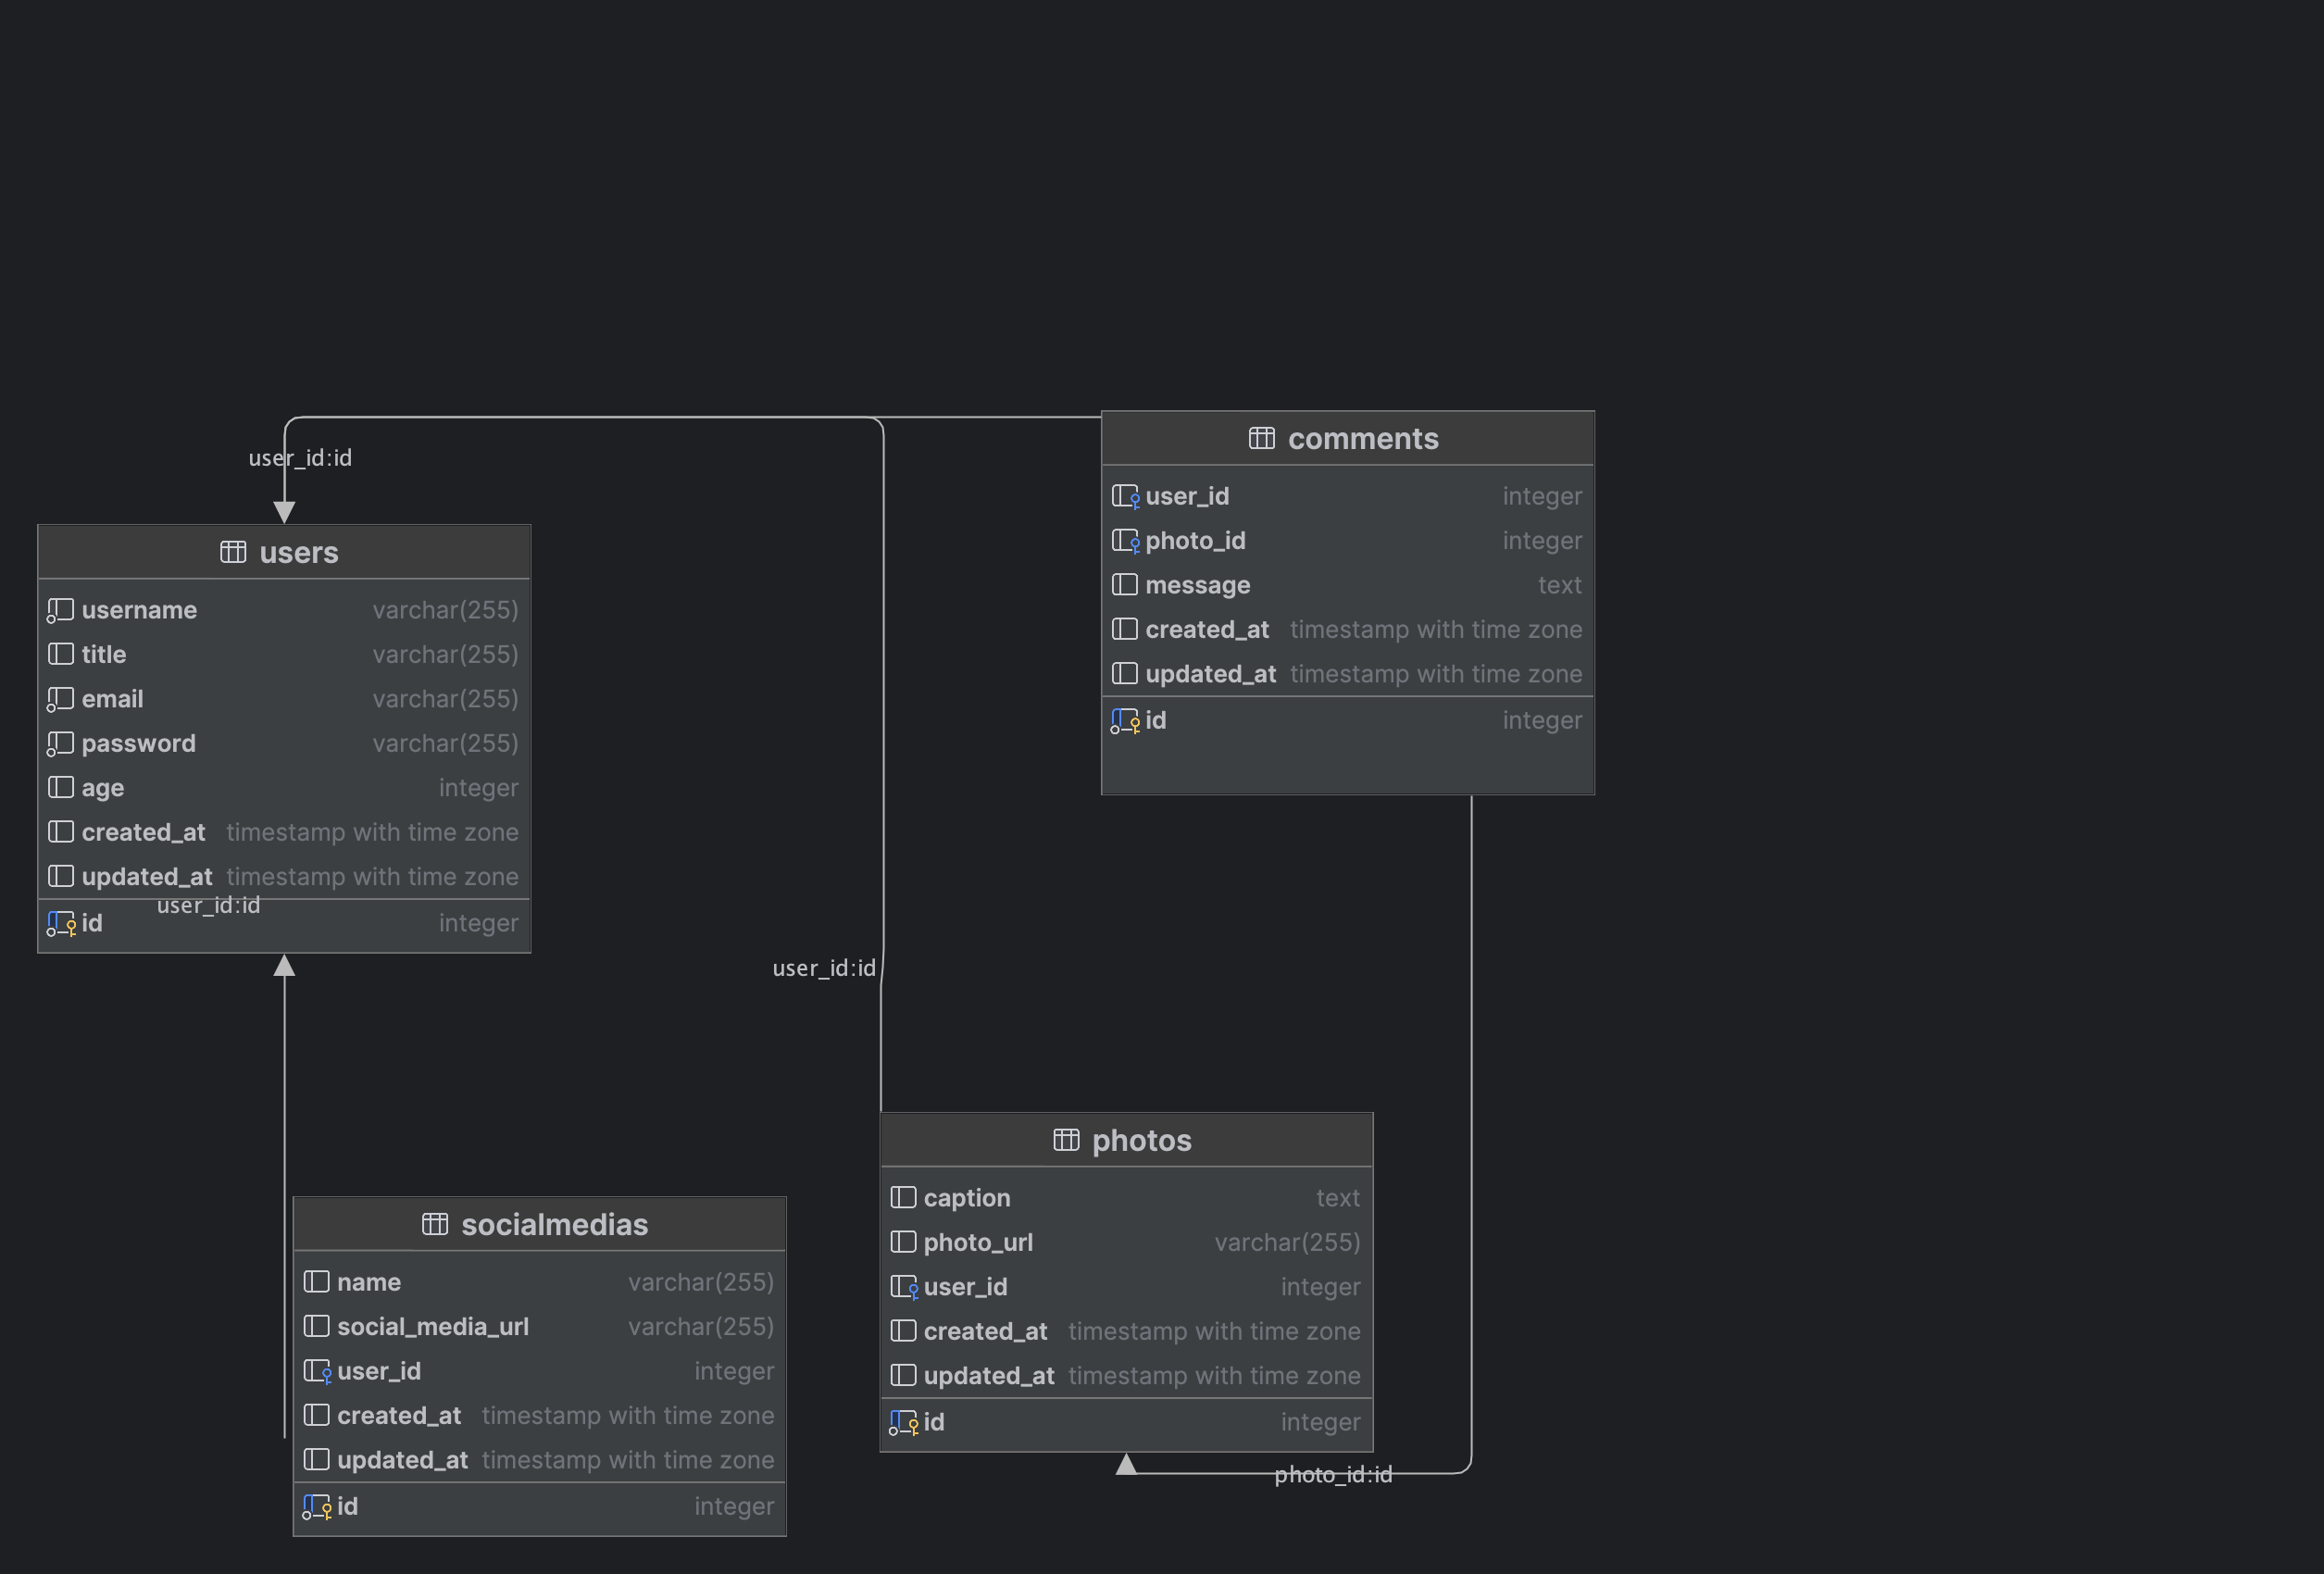 user_id:id
users
username varchar(255)
title varchar(255)
email varchar(255)
password varchar(255)
age integer
created_at timestamp with time zone
updated_at timestamp with time zone
user_id:id
id integer
comments
user_id integer
photo_id integer
message text
created_at timestamp with time zone
updated_at timestamp with time zone
id integer
user_id:id
socialmedias
name varchar(255)
social_media_url varchar(255)
user_id integer
created_at timestamp with time zone
updated_at timestamp with time zone
id integer
photos
caption text
photo_url varchar(255)
user_id integer
created_at timestamp with time zone
updated_at timestamp with time zone
id integer
photo_id:id